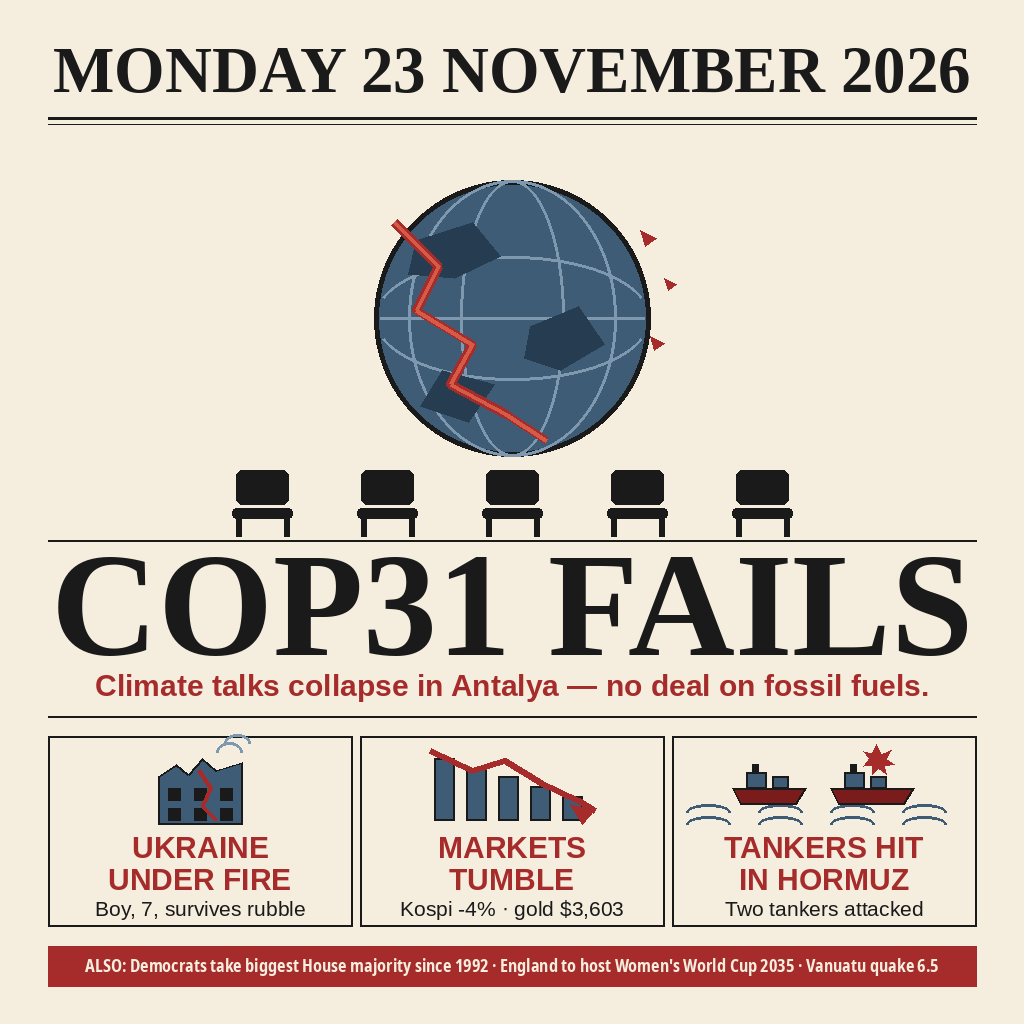 MONDAY 23 NOVEMBER 2026
COP31 FAILS
Climate talks collapse in Antalya — no deal on fossil fuels.
UKRAINE
UNDER FIRE
Boy, 7, survives rubble
MARKETS
TUMBLE
Kospi -4% · gold $3,603
TANKERS HIT
IN HORMUZ
Two tankers attacked
ALSO: Democrats take biggest House majority since 1992 · England to host Women's World Cup 2035 · Vanuatu quake 6.5